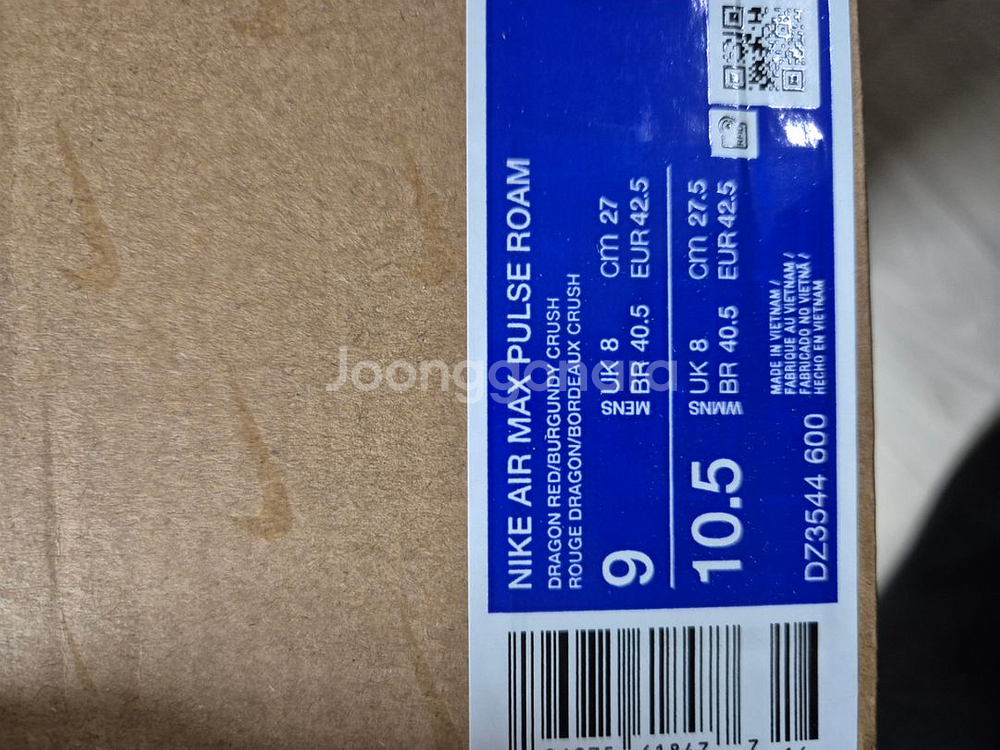 NIKE AIR MAX PULSE ROAM
DRAGON RED/BURGUNDY CRUSH
ROUGE DRAGON/BORDEAUX CRUSH
9
MENS
UK 8
cm 27
BR 40.5
EUR 42.5
10.5
WMNS
UK 8
cm 27.5
BR 40.5
EUR 42.5
MADE IN VIETNAM /
FABRIQUE AU VIETNAM /
FABRICADO NO VIETNÃ /
HECHO EN VIETNAM
DZ3544 600
Joonggonara